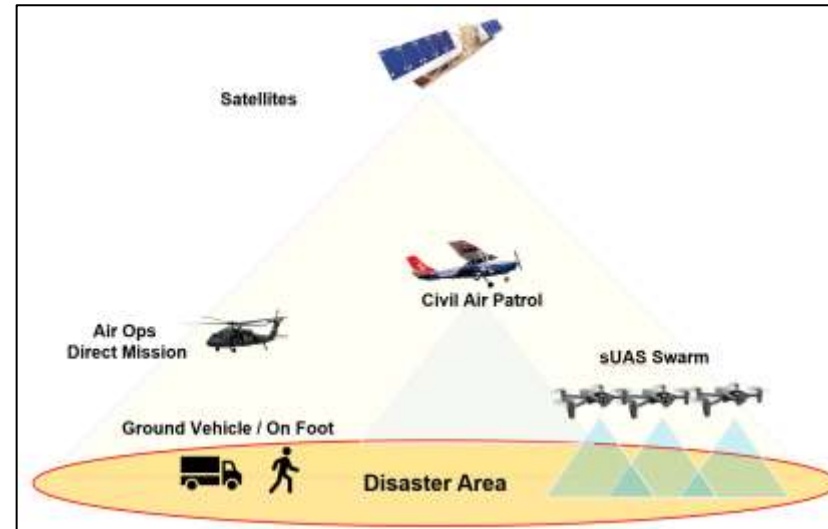 Satellites
Civil Air Patrol
Air Ops
Direct Mission
sUAS Swarm
Ground Vehicle / On Foot
Disaster Area